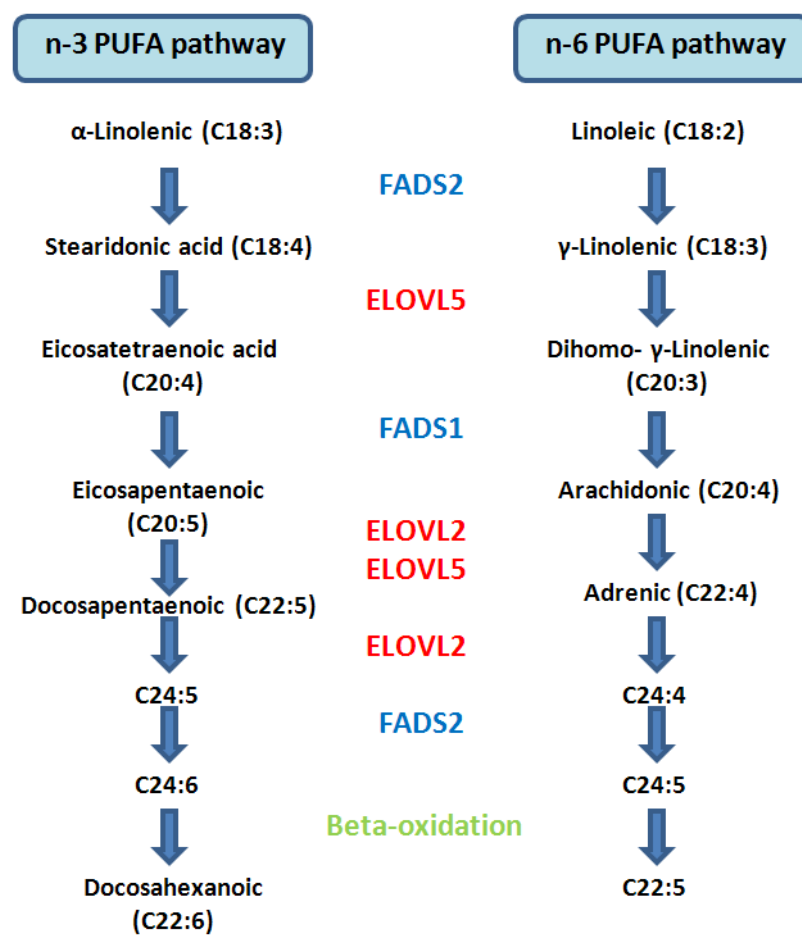 n-3 PUFA pathway
n-6 PUFA pathway
α-Linolenic (C18:3)
Linoleic (C18:2)
FADS2
Stearidonic acid (C18:4)
γ-Linolenic (C18:3)
ELOVL5
Eicosatetraenoic acid
(C20:4)
Dihomo- γ-Linolenic
(C20:3)
FADS1
Eicosapentaenoic
(C20:5)
Arachidonic (C20:4)
ELOVL2
ELOVL5
Docosapentaenoic (C22:5)
Adrenic (C22:4)
ELOVL2
C24:5
C24:4
FADS2
C24:6
C24:5
Beta-oxidation
Docosahexanoic
(C22:6)
C22:5